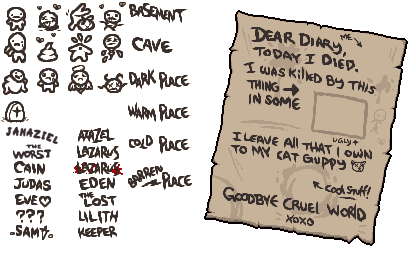 BASEMENT
CAVE
DARK PLACE
WARM PLACE
COLD PLACE
BARREN PLACE
JAHAZIEL
THE WORST
CAIN
JUDAS
EVE♡
???
-SAM-
AZAZEL
LAZARUS
LAZARUS
EDEN
THE LOST
LILITH
KEEPER
ME
DEAR DIARY,
TODAY I DIED.
I WAS KILLED BY THIS
THING →
IN SOME
UGLY↑
I LEAVE ALL THAT I OWN
TO MY CAT GUPPY
↖ COOL STUFF!
GOODBYE CRUEL WORLD
XOXO